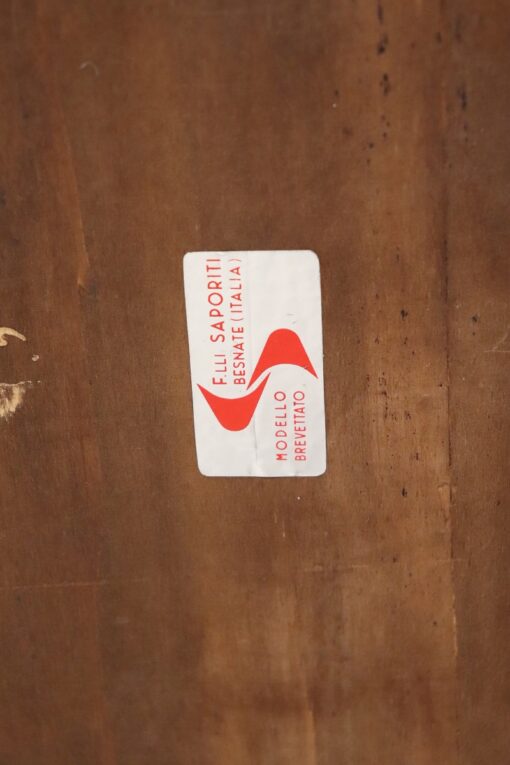 F.LLI SAPORITI
BESNATE (ITALIA)
MODELLO
BREVETTATO